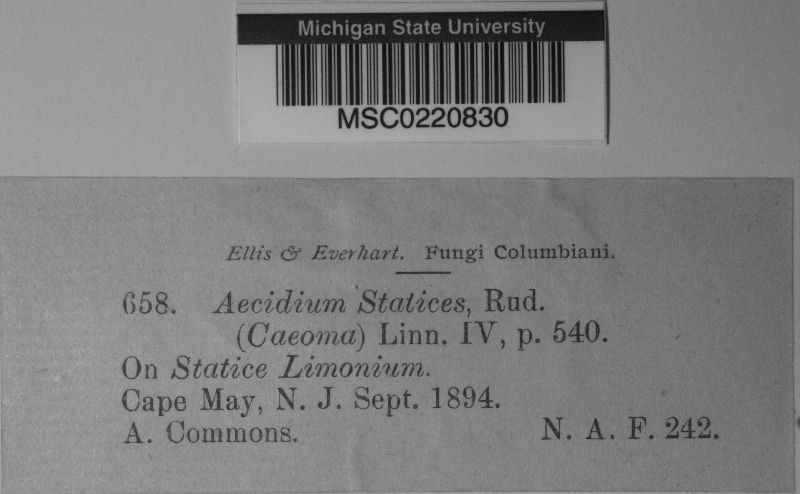 Michigan State University
MSC0220830
Ellis & Everhart. Fungi Columbiani.
658. Aecidium Statices, Rud.
(Caeoma) Linn. IV, p. 540.
On Statice Limonium.
Cape May, N. J. Sept. 1894.
A. Commons. N. A. F. 242.